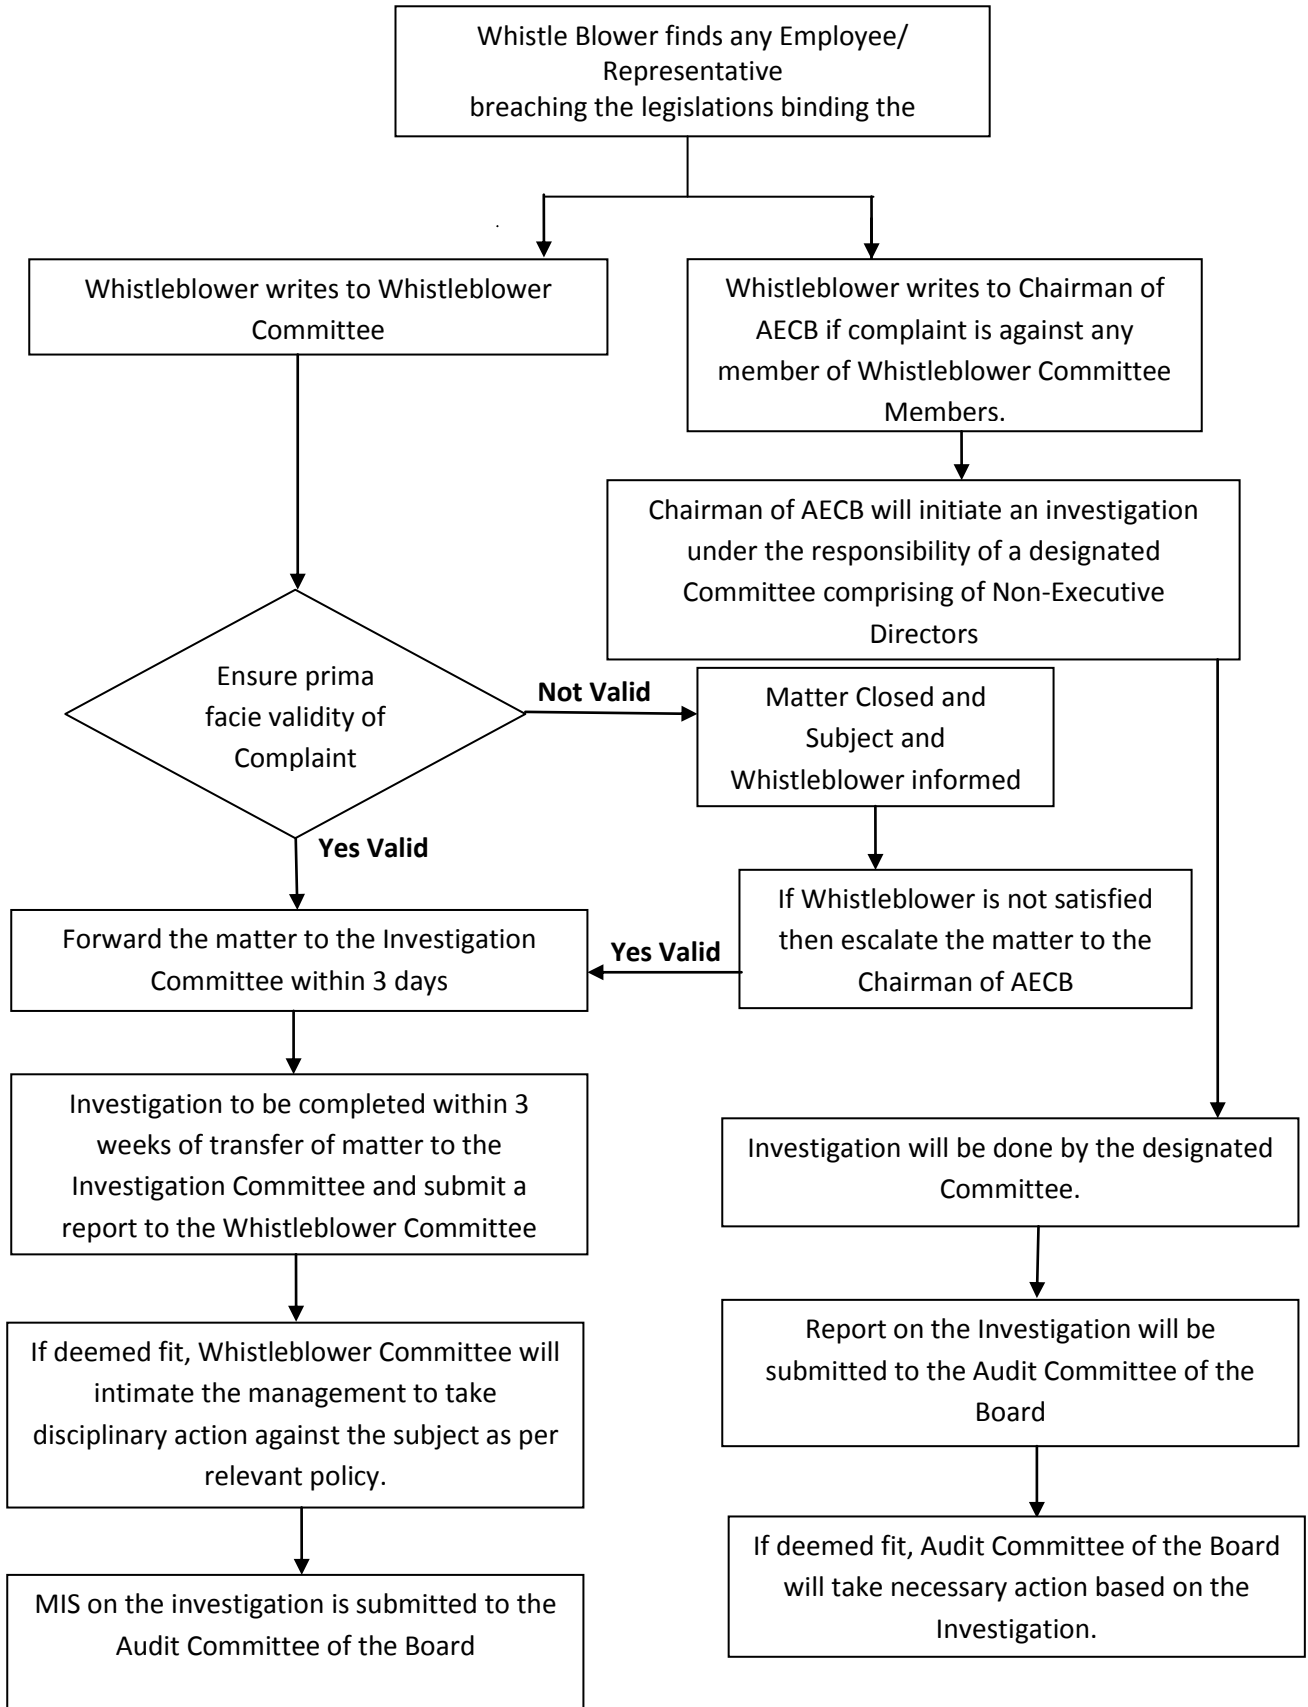 Whistle Blower finds any Employee/
Representative
breaching the legislations binding the
Whistleblower writes to Whistleblower
Committee
Whistleblower writes to Chairman of
AECB if complaint is against any
member of Whistleblower Committee
Members.
Chairman of AECB will initiate an investigation
under the responsibility of a designated
Committee comprising of Non-Executive
Directors
Ensure prima
facie validity of
Complaint
Not Valid
Matter Closed and
Subject and
Whistleblower informed
Yes Valid
If Whistleblower is not satisfied
then escalate the matter to the
Chairman of AECB
Yes Valid
Forward the matter to the Investigation
Committee within 3 days
Investigation to be completed within 3
weeks of transfer of matter to the
Investigation Committee and submit a
report to the Whistleblower Committee
Investigation will be done by the designated
Committee.
If deemed fit, Whistleblower Committee will
intimate the management to take
disciplinary action against the subject as per
relevant policy.
Report on the Investigation will be
submitted to the Audit Committee of the
Board
MIS on the investigation is submitted to the
Audit Committee of the Board
If deemed fit, Audit Committee of the Board
will take necessary action based on the
Investigation.